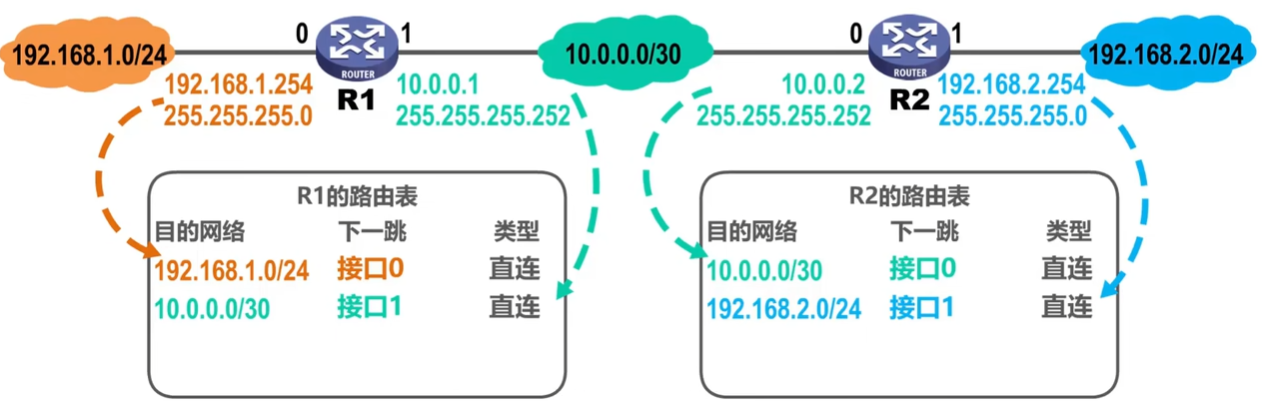 192.168.1.0/24
0
ROUTER
R1
1
192.168.1.254
255.255.255.0
10.0.0.1
255.255.255.252
10.0.0.0/30
0
ROUTER
R2
1
10.0.0.2
255.255.255.252
192.168.2.254
255.255.255.0
192.168.2.0/24
R1的路由表
目的网络 下一跳 类型
192.168.1.0/24 接口0 直连
10.0.0.0/30 接口1 直连
R2的路由表
目的网络 下一跳 类型
10.0.0.0/30 接口0 直连
192.168.2.0/24 接口1 直连